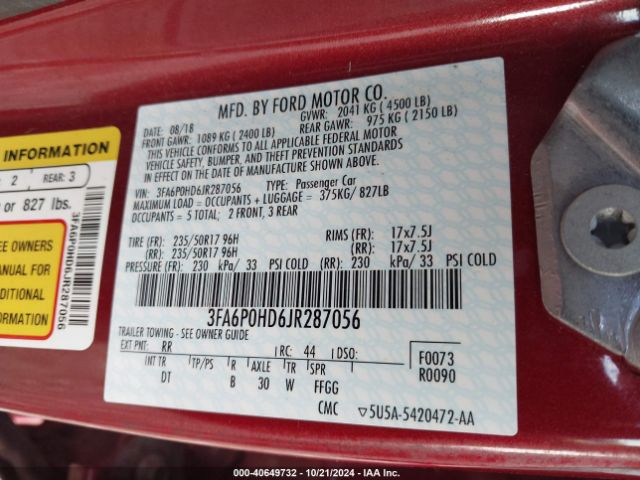 INFORMATION
2 REAR: 3
or 827 lbs.
SEE OWNERS
MANUAL FOR
ADDITIONAL
INFORMATION
3FA6P0HD6JR287056
MFD. BY FORD MOTOR CO.
DATE: 08/18 GVWR: 2041 KG ( 4500 LB)
FRONT GAWR: 1089 KG ( 2400 LB) REAR GAWR: 975 KG ( 2150 LB)
THIS VEHICLE CONFORMS TO ALL APPLICABLE FEDERAL MOTOR
VEHICLE SAFETY, BUMPER, AND THEFT PREVENTION STANDARDS
IN EFFECT ON THE DATE OF MANUFACTURE SHOWN ABOVE.
VIN: 3FA6P0HD6JR287056 TYPE: Passenger Car
MAXIMUM LOAD = OCCUPANTS + LUGGAGE = 375KG/ 827LB
OCCUPANTS = 5 TOTAL; 2 FRONT, 3 REAR
TIRE (FR): 235/50R17 96H RIMS (FR): 17x7.5J
(RR): 235/50R17 96H (RR): 17x7.5J
PRESSURE (FR): 230 kPa/ 33 PSI COLD (RR): 230 kPa/ 33 PSI COLD
3FA6P0HD6JR287056
TRAILER TOWING - SEE OWNER GUIDE
EXT PNT: RR RC: 44 DSO: F0073
INT TR TP/PS R AXLE TR SPR R0090
DT B 30 W FFGG
CMC ▽5U5A-5420472-AA
000-40649732 - 10/21/2024 - IAA Inc.